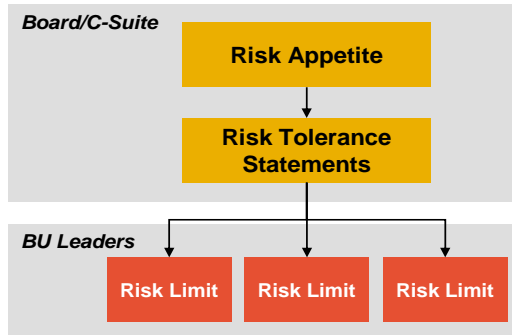 Board/C-Suite
Risk Appetite
Risk Tolerance
Statements
BU Leaders
Risk Limit
Risk Limit
Risk Limit